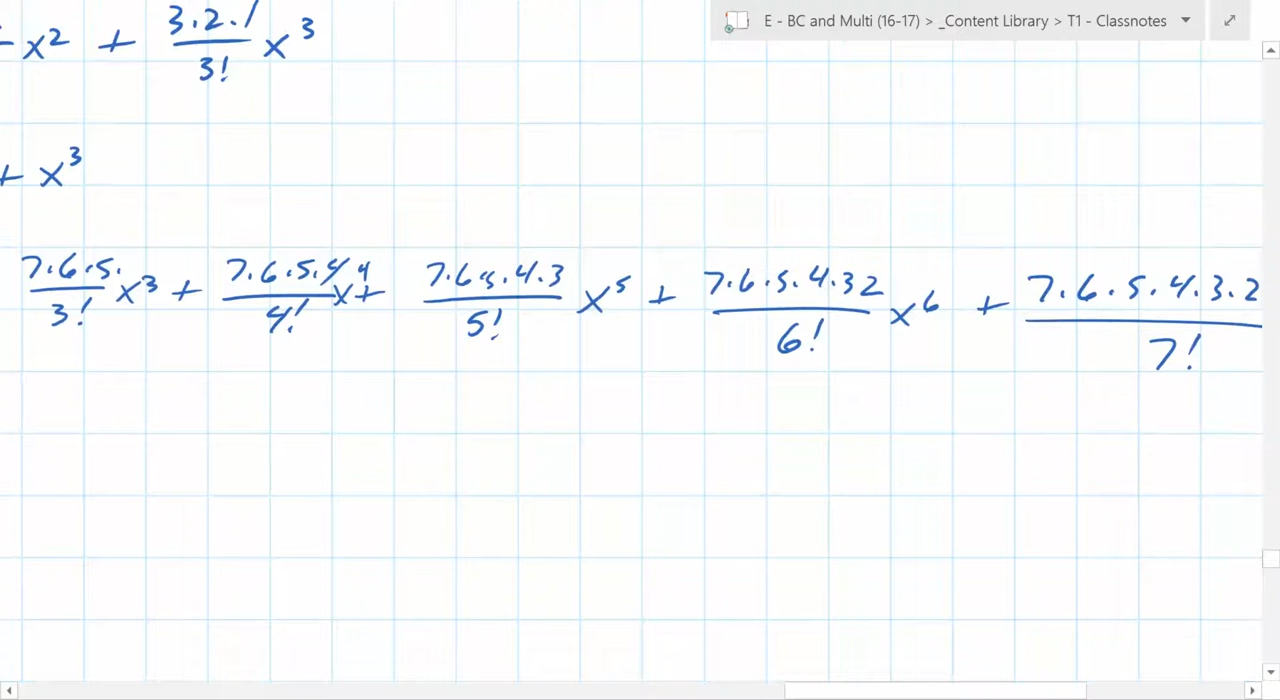 E - BC and Multi (16-17) > _Content Library > T1 - Classnotes
x² + 3·2·1/3! x³
+ x³
7·6·5·/3! x³ + 7·6·5·4/4! x⁴ + 7·6·5·4·3/5! x⁵ + 7·6·5·4·32/6! x⁶ + 7·6·5·4·3·2/7!